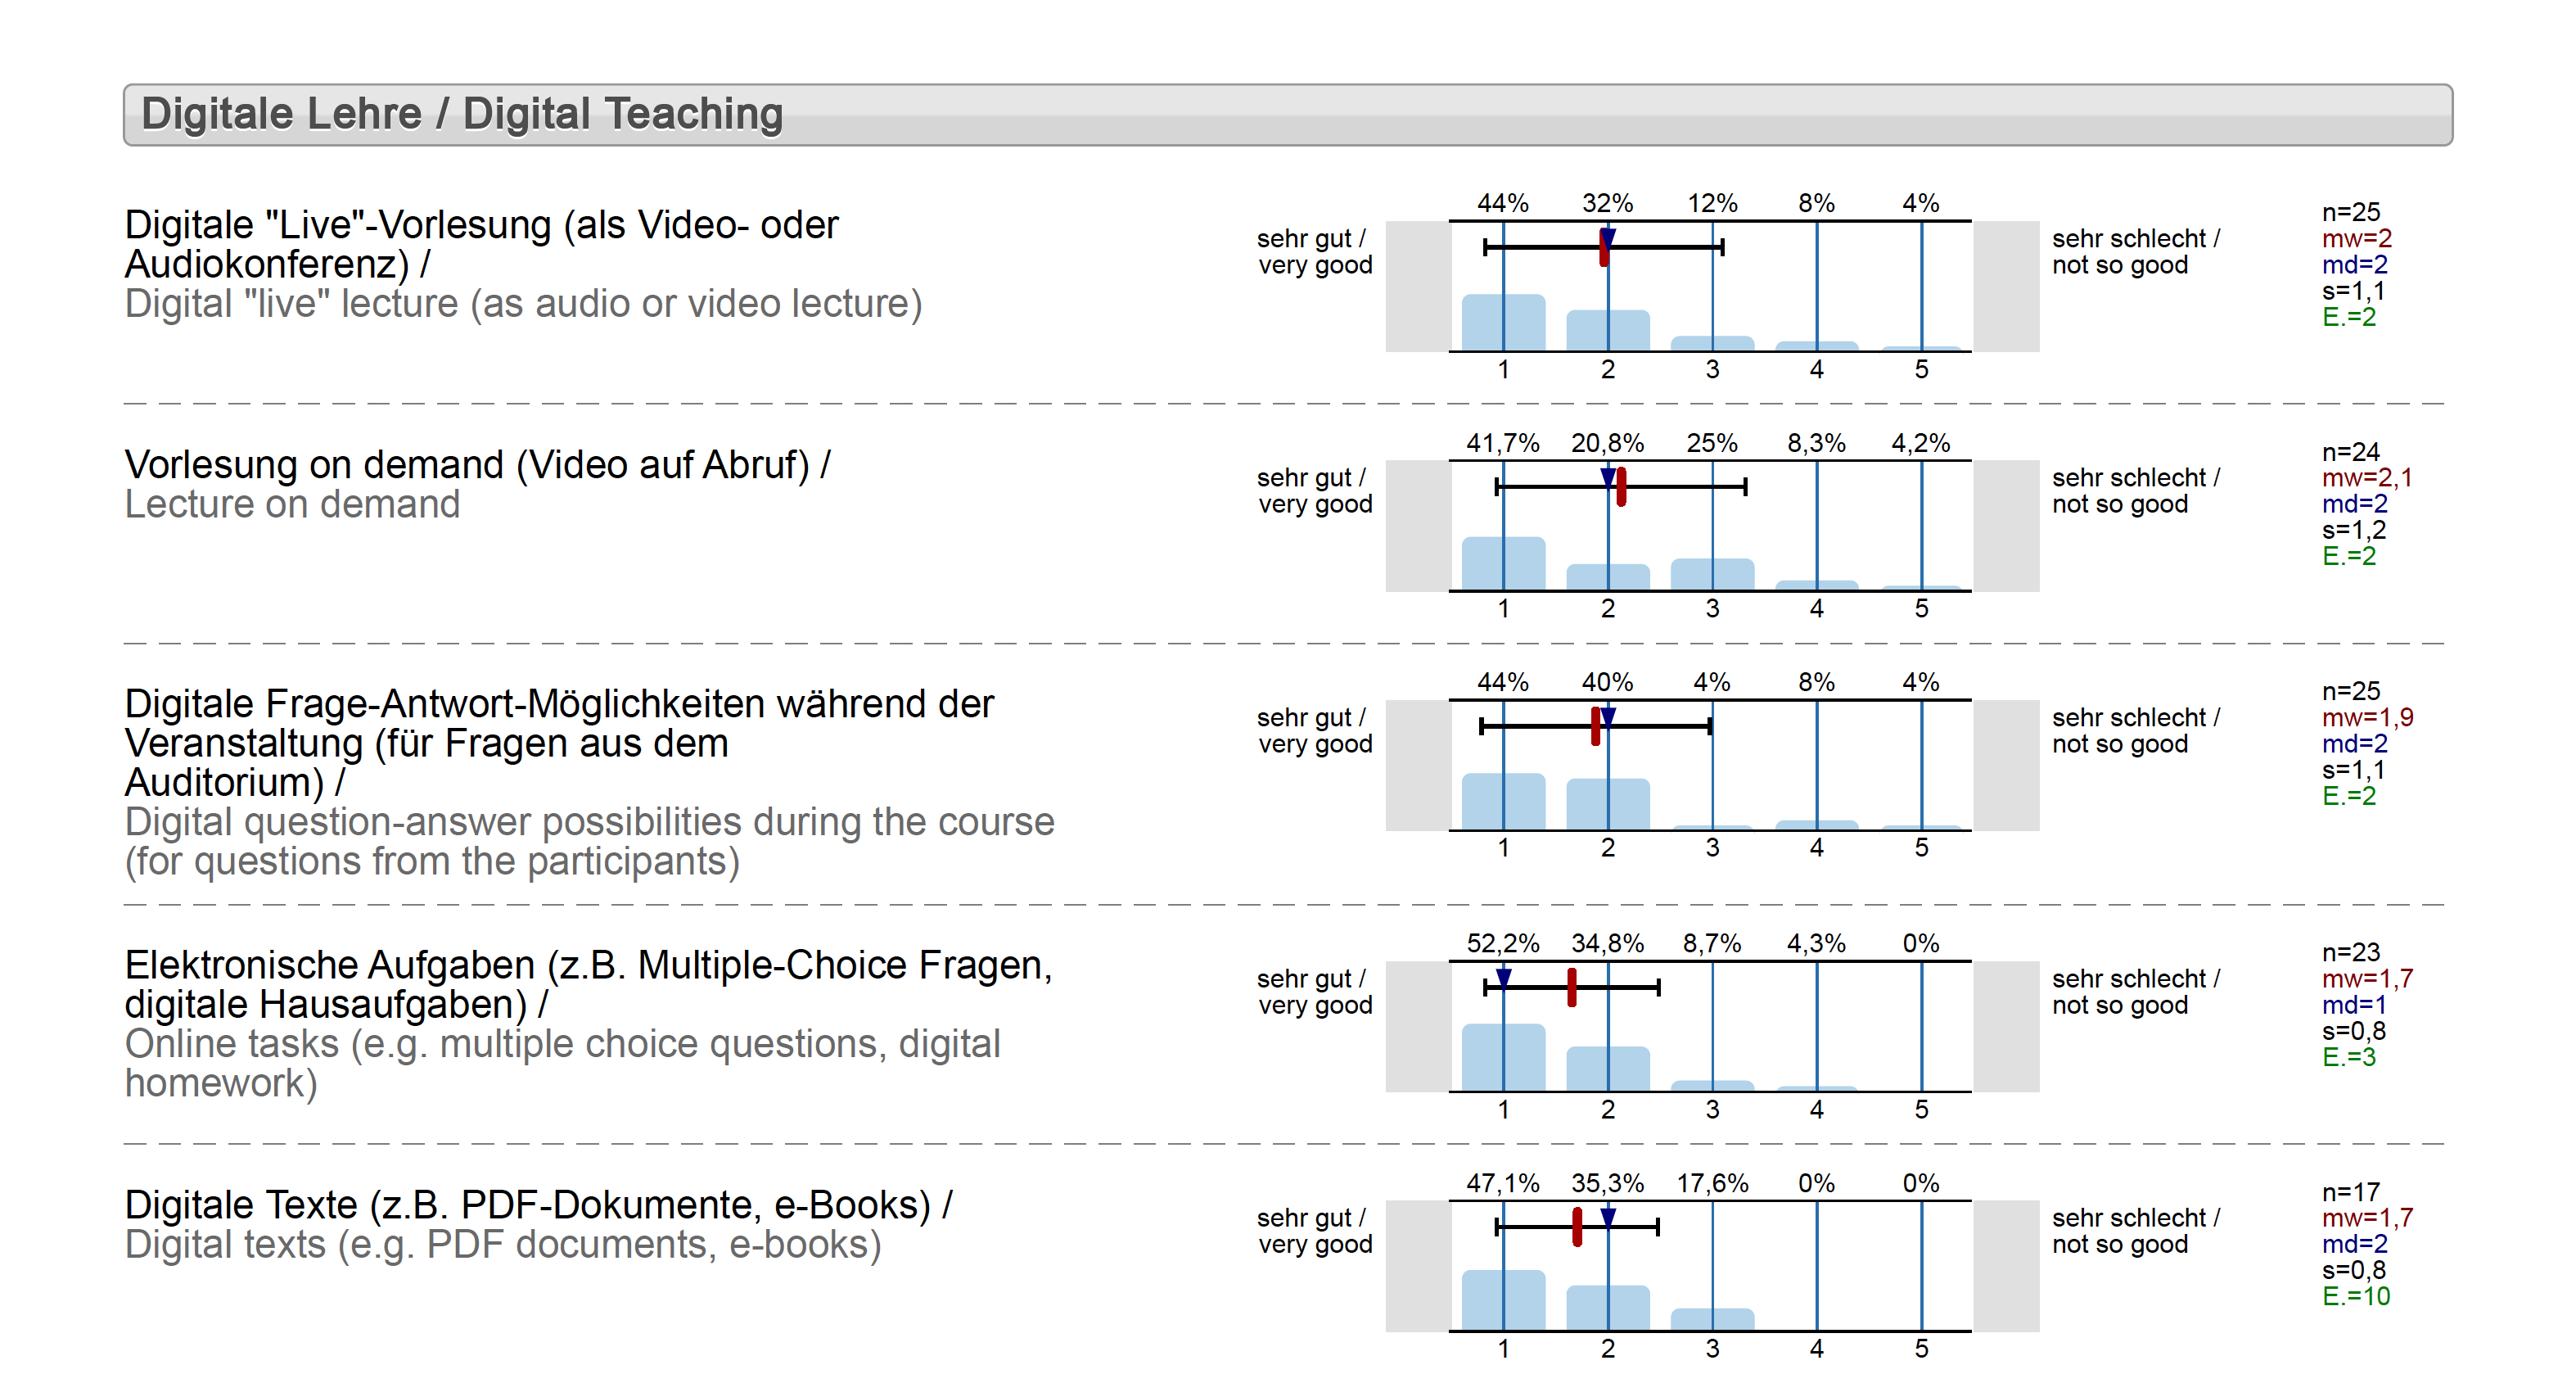 Digitale Lehre / Digital Teaching
Digitale "Live"-Vorlesung (als Video- oder
Audiokonferenz) /
Digital "live" lecture (as audio or video lecture)
sehr gut /
very good
44% 32% 12% 8% 4%
1 2 3 4 5
sehr schlecht /
not so good
n=25
mw=2
md=2
s=1,1
E.=2
Vorlesung on demand (Video auf Abruf) /
Lecture on demand
sehr gut /
very good
41,7% 20,8% 25% 8,3% 4,2%
1 2 3 4 5
sehr schlecht /
not so good
n=24
mw=2,1
md=2
s=1,2
E.=2
Digitale Frage-Antwort-Möglichkeiten während der
Veranstaltung (für Fragen aus dem
Auditorium) /
Digital question-answer possibilities during the course
(for questions from the participants)
sehr gut /
very good
44% 40% 4% 8% 4%
1 2 3 4 5
sehr schlecht /
not so good
n=25
mw=1,9
md=2
s=1,1
E.=2
Elektronische Aufgaben (z.B. Multiple-Choice Fragen,
digitale Hausaufgaben) /
Online tasks (e.g. multiple choice questions, digital
homework)
sehr gut /
very good
52,2% 34,8% 8,7% 4,3% 0%
1 2 3 4 5
sehr schlecht /
not so good
n=23
mw=1,7
md=1
s=0,8
E.=3
Digitale Texte (z.B. PDF-Dokumente, e-Books) /
Digital texts (e.g. PDF documents, e-books)
sehr gut /
very good
47,1% 35,3% 17,6% 0% 0%
1 2 3 4 5
sehr schlecht /
not so good
n=17
mw=1,7
md=2
s=0,8
E.=10